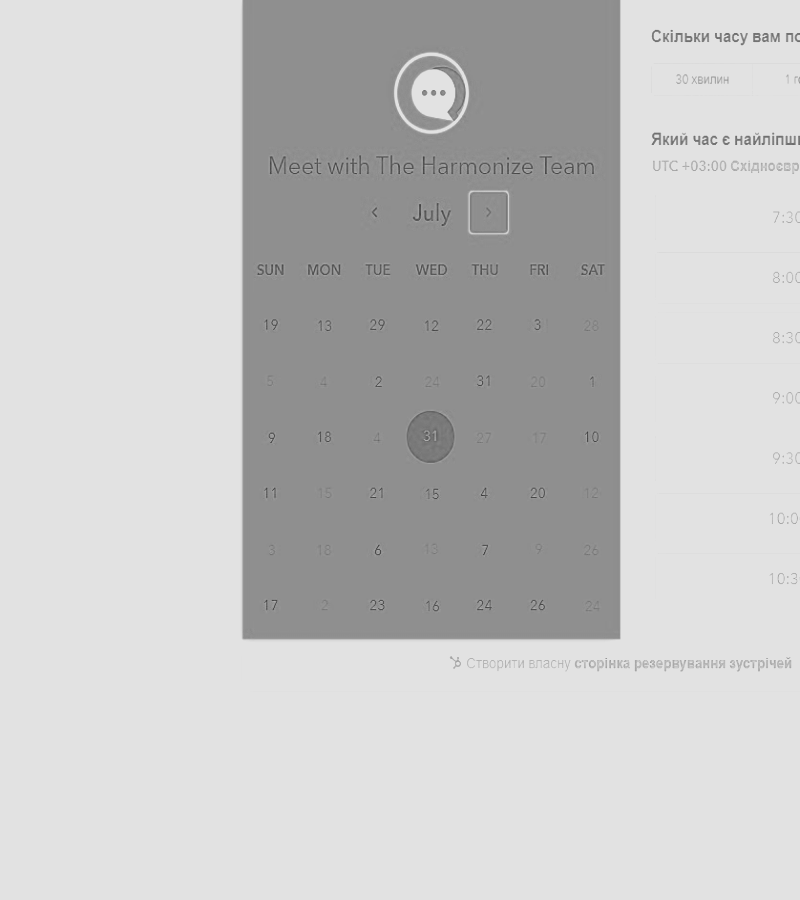 Meet with The Harmonize Team
July
SUN MON TUE WED THU FRI SAT
19 13 29 12 22 3 28
5 4 2 24 31 20 1
9 18 4 31 27 17 10
11 15 21 15 4 20 12
3 18 6 13 7 9 26
17 2 23 16 24 26 24
Скільки часу вам по
30 хвилин 1 го
Який час є найліпши
UTC +03:00 Східноєвр
7:30
8:00
8:30
9:00
9:30
10:0
10:3
Створити власну сторінка резервування зустрічей